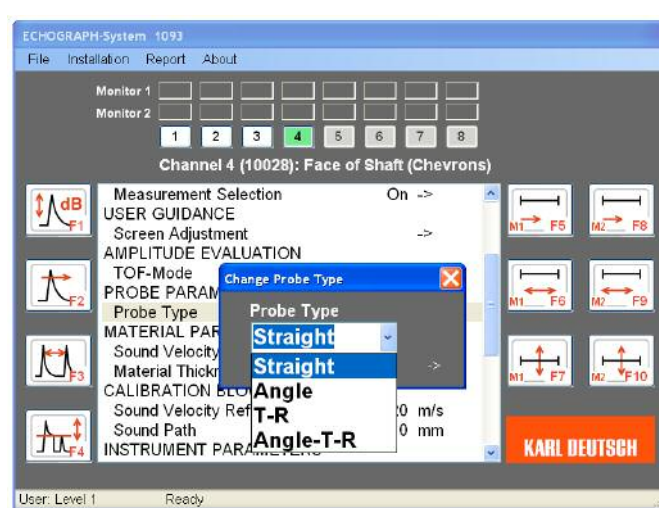 ECHOGRAPH-System 1093
File Installation Report About
Monitor 1
Monitor 2
1 2 3 4 5 6 7 8
Channel 4 (10028): Face of Shaft (Chevrons)
dB
F1
F2
F3
F4
Measurement Selection On ->
USER GUIDANCE
Screen Adjustment ->
AMPLITUDE EVALUATION
TOF-Mode
PROBE PARAM
Probe Type
MATERIAL PAR
Sound Velocity
Material Thickn
->
CALIBRATION BLO
Sound Velocity Ref 0 m/s
Sound Path 0 mm
INSTRUMENT PARAMETERS
Change Probe Type
Probe Type
Straight
Straight
Angle
T-R
Angle-T-R
M1 F5
M2 F8
M1 F6
M2 F9
M1 F7
M2 F10
KARL DEUTSCH
User: Level 1 Ready